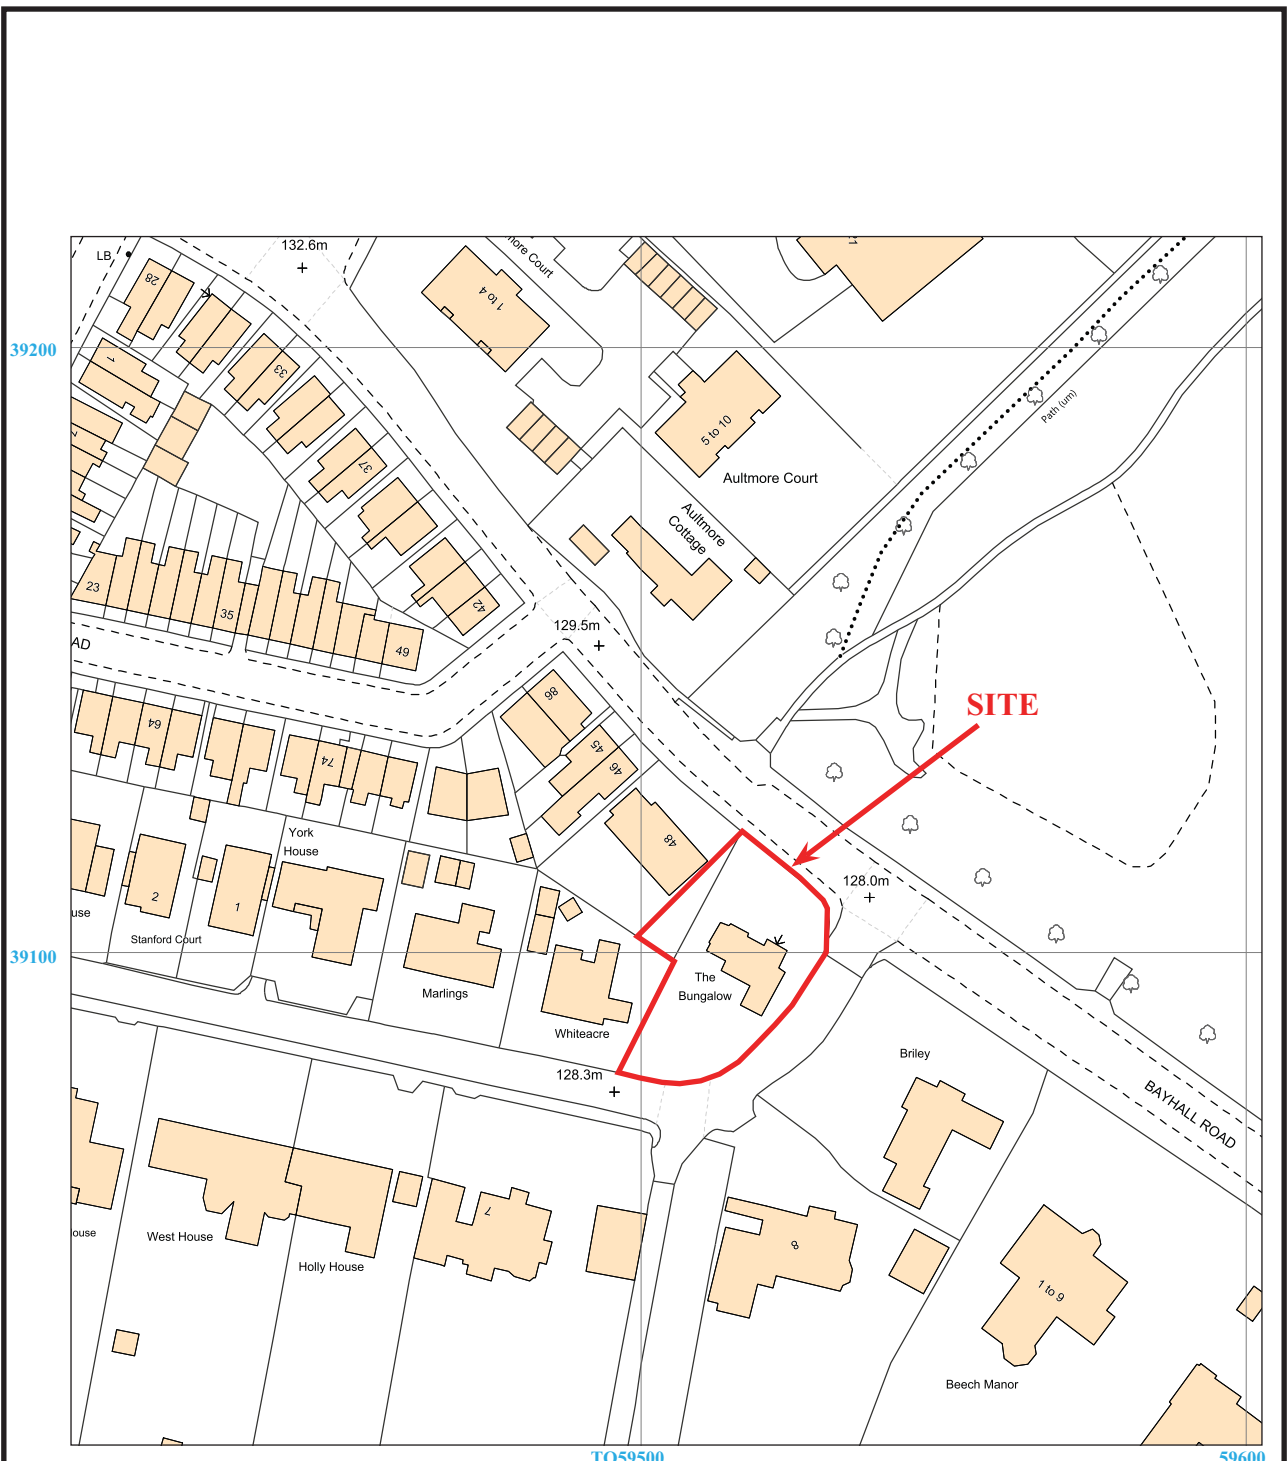 132.6m
LB
more Court
28
1 to 4
39200
1
33
Path (um)
5 to 10
37
Aultmore Court
Aultmore
Cottage
23
35
42
129.5m
49
AD
86
SITE
64
45
46
74
48
York
House
128.0m
2
1
use
Stanford Court
39100
The
Bungalow
Marlings
Whiteacre
128.3m
Briley
BAYHALL ROAD
7
8
ouse
West House
Holly House
1 to 9
Beech Manor
TQ59500
59600